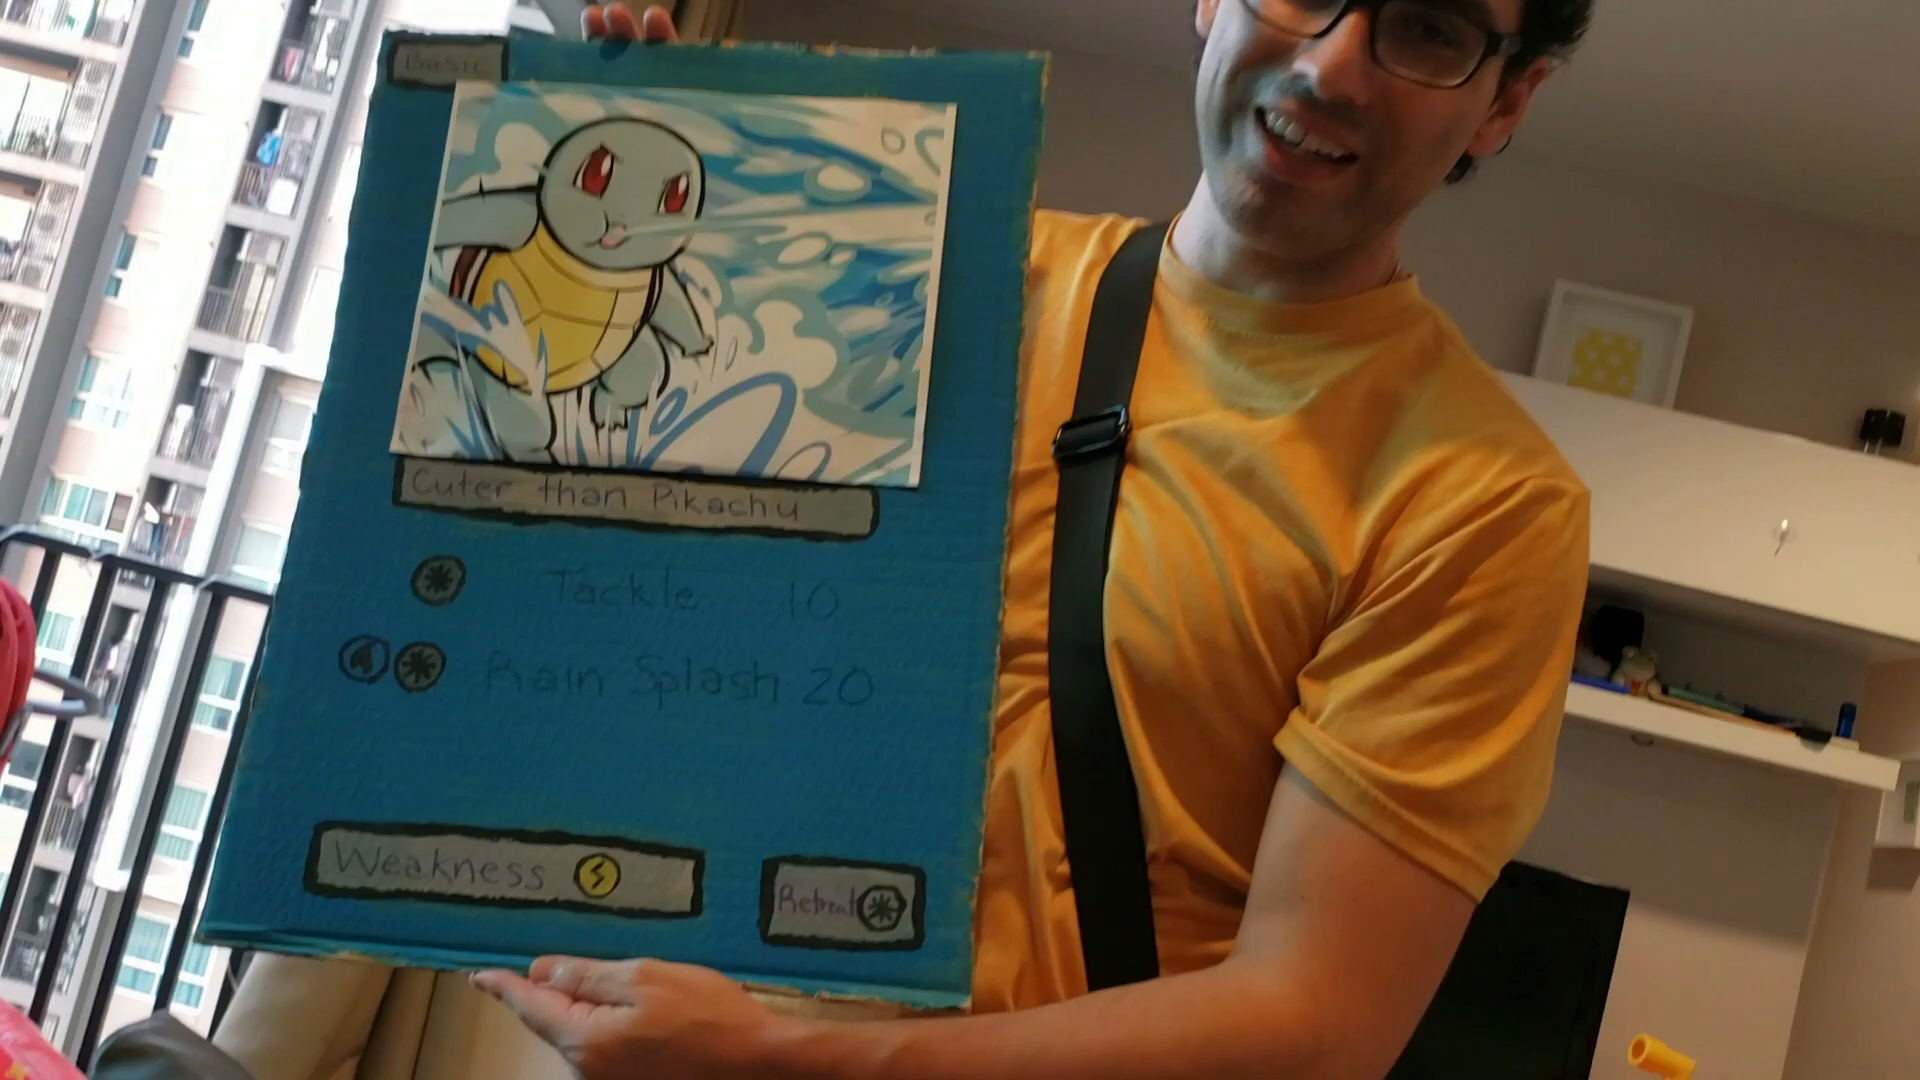 Basic
Cuter than Pikachu
Tackle 10
Rain Splash 20
Weakness
Retreat